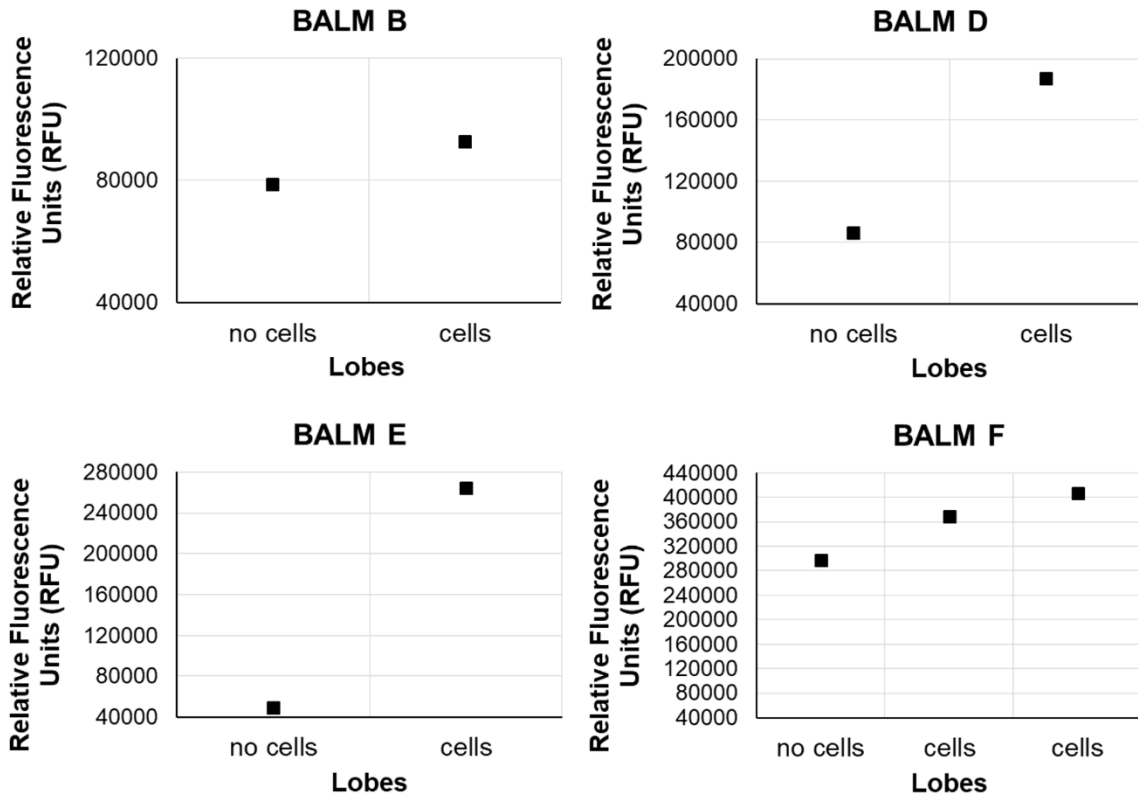 BALM B
Relative Fluorescence
Units (RFU)
120000
80000
40000
no cells cells
Lobes
BALM D
Relative Fluorescence
Units (RFU)
200000
160000
120000
80000
40000
no cells cells
Lobes
BALM E
Relative Fluorescence
Units (RFU)
280000
240000
200000
160000
120000
80000
40000
no cells cells
Lobes
BALM F
Relative Fluorescence
Units (RFU)
440000
400000
360000
320000
280000
240000
200000
160000
120000
80000
40000
no cells cells cells
Lobes